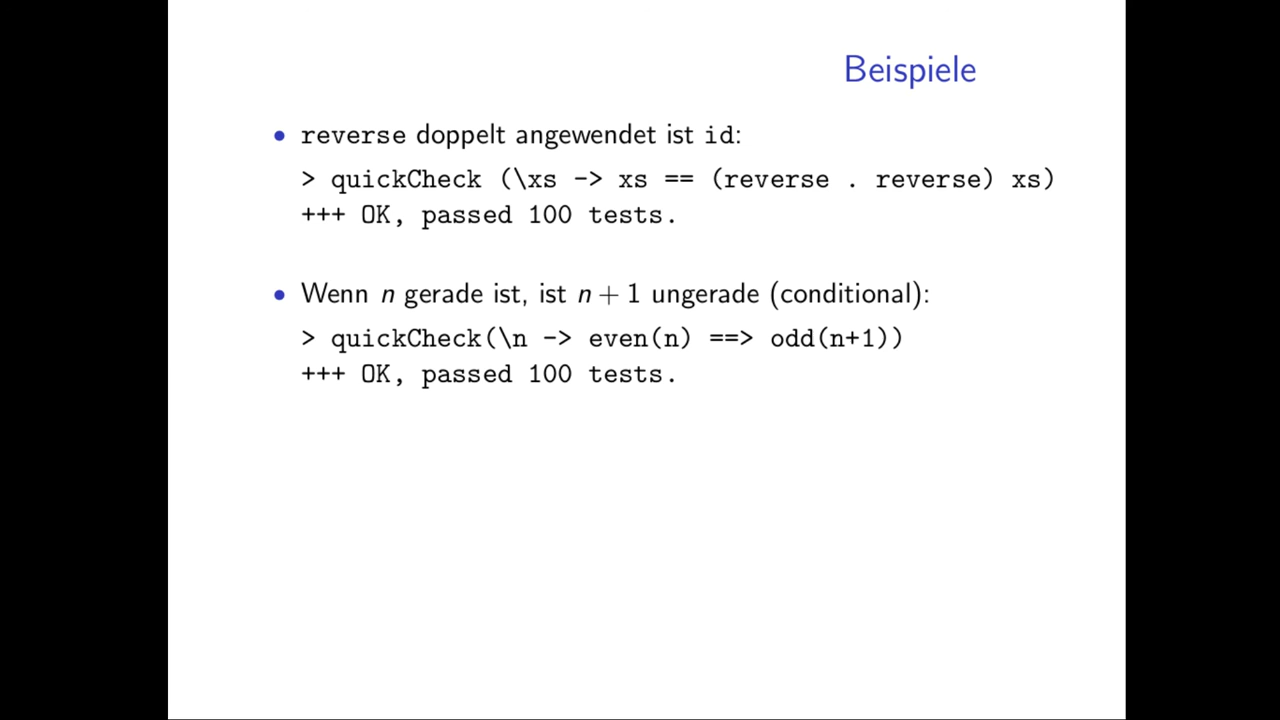 Beispiele
• reverse doppelt angewendet ist id:
> quickCheck (\xs -> xs == (reverse . reverse) xs)
+++ OK, passed 100 tests.
• Wenn n gerade ist, ist n + 1 ungerade (conditional):
> quickCheck(\n -> even(n) ==> odd(n+1))
+++ OK, passed 100 tests.